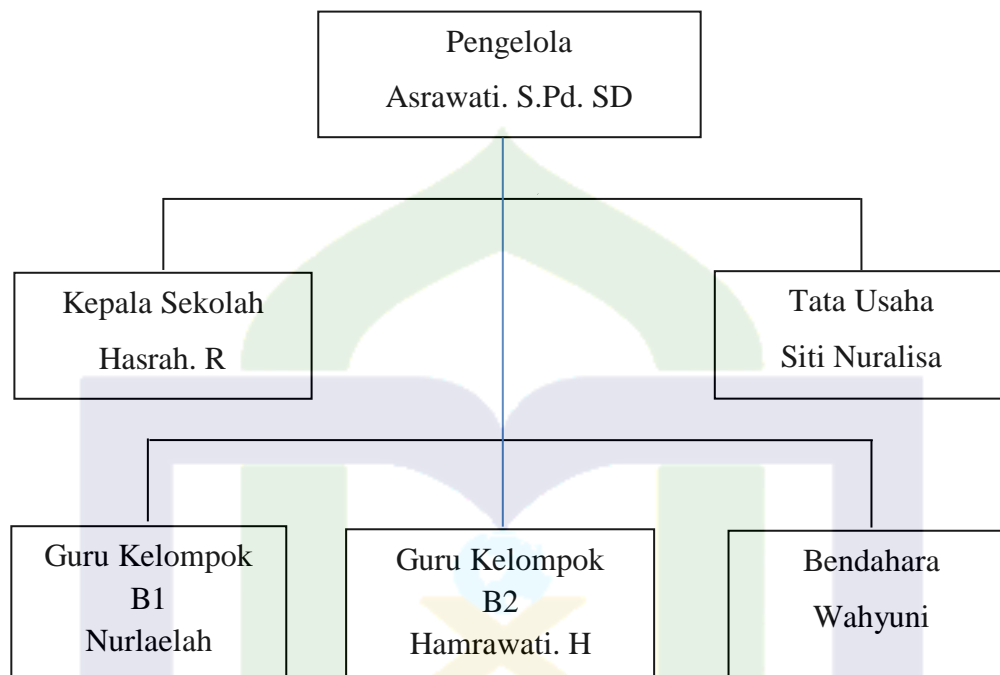 Pengelola
Asrawati. S.Pd. SD
Kepala Sekolah
Hasrah. R
Tata Usaha
Siti Nuralisa
Guru Kelompok
B1
Nurlaelah
Guru Kelompok
B2
Hamrawati. H
Bendahara
Wahyuni